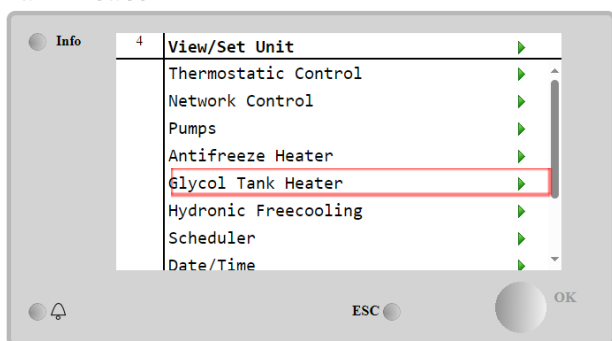 Info
4 View/Set Unit
Thermostatic Control
Network Control
Pumps
Antifreeze Heater
Glycol Tank Heater
Hydronic Freecooling
Scheduler
Date/Time
ESC
OK